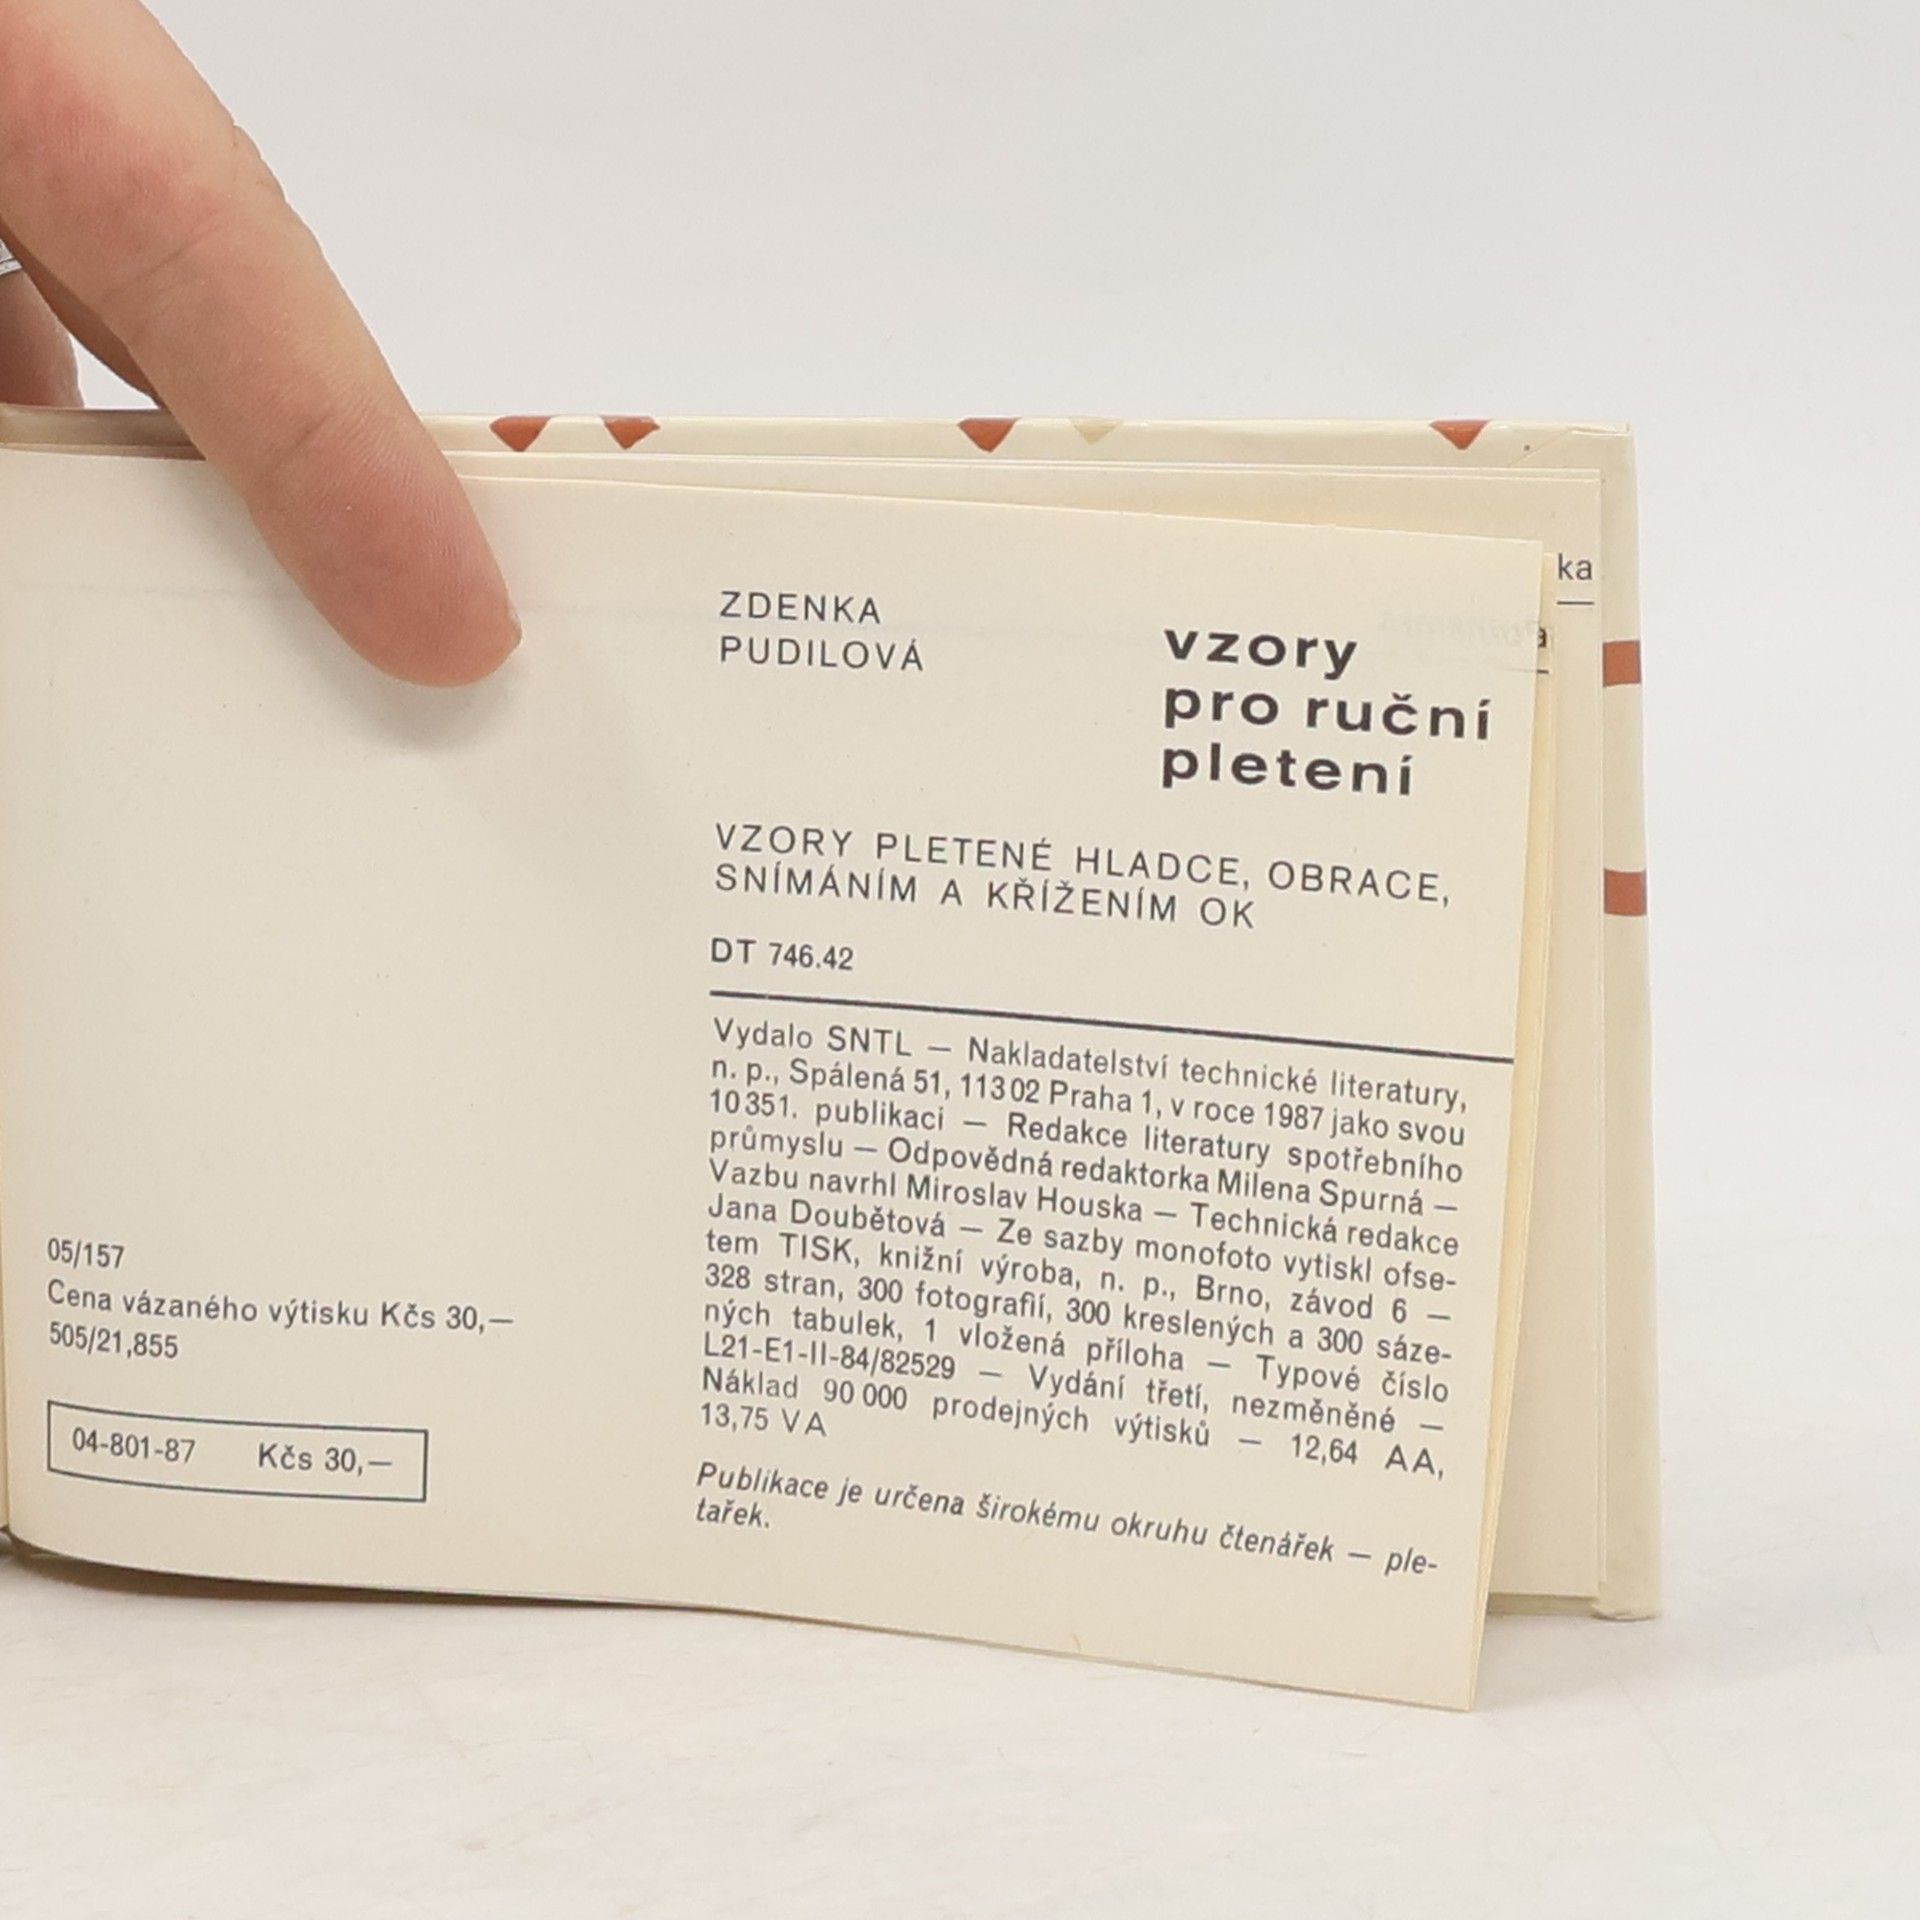 ZDENKA
PUDILOVÁ
vzory
pro ruční
pletení
VZORY PLETENÉ HLADCE, OBRACE,
SNÍMÁNÍM A KŘÍŽENÍM OK
DT 746.42
Vydalo SNTL — Nakladatelství technické literatury,
n. p., Spálená 51, 113 02 Praha 1, v roce 1987 jako svou
10 351. publikaci — Redakce literatury spotřebního
průmyslu — Odpovědná redaktorka Milena Spurná —
Vazbu navrhl Miroslav Houska — Technická redakce
Jana Doubětová — Ze sazby monofoto vytiskl ofse-
tem TISK, knižní výroba, n. p., Brno, závod 6 —
328 stran, 300 fotografií, 300 kreslených a 300 sáze-
ných tabulek, 1 vložená příloha — Typové číslo
L21-E1-II-84/82529 — Vydání třetí, nezměněné —
Náklad 90 000 prodejných výtisků — 12,64 AA,
13,75 VA
Publikace je určena širokému okruhu čtenářek — ple-
tařek.
05/157
Cena vázaného výtisku Kčs 30,—
505/21,855
04-801-87 Kčs 30,—
ka
a